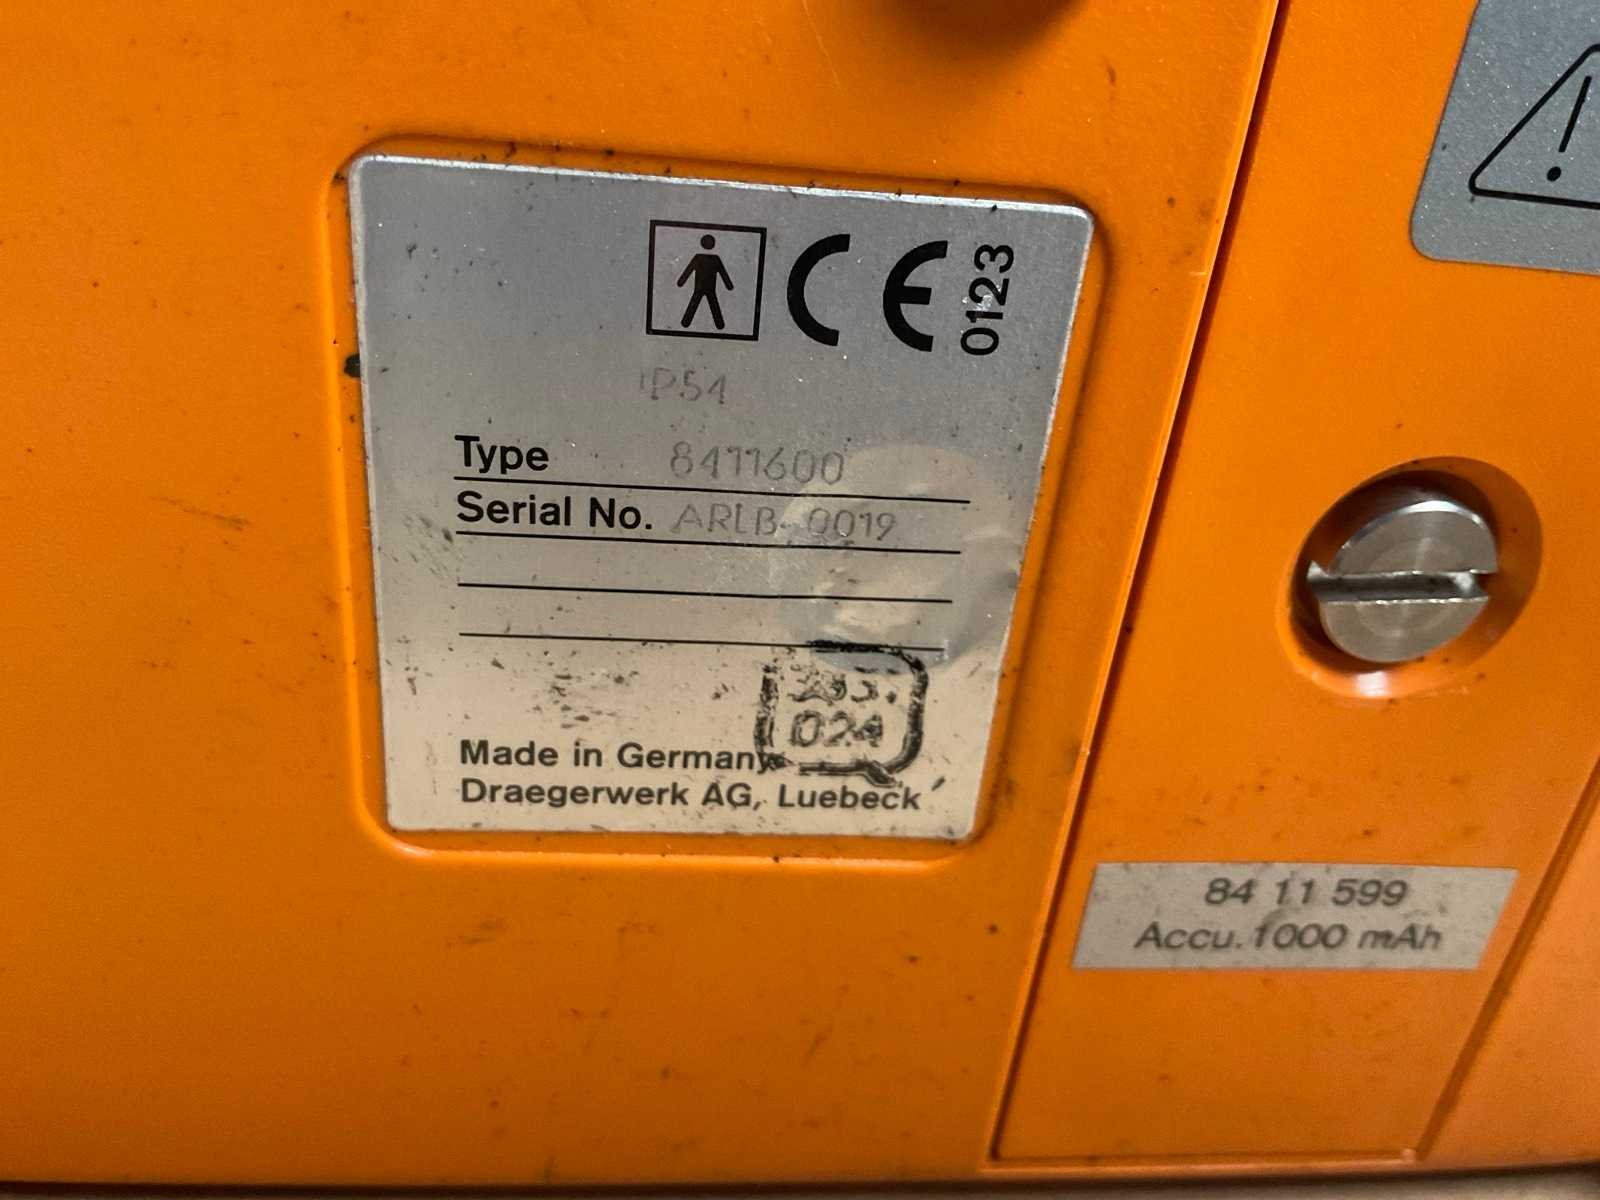 CE 0123
IP54
Type 8411600
Serial No. ARLB-0019
024
Made in Germany
Draegerwerk AG, Luebeck
84 11 599
Accu. 1000 mAh